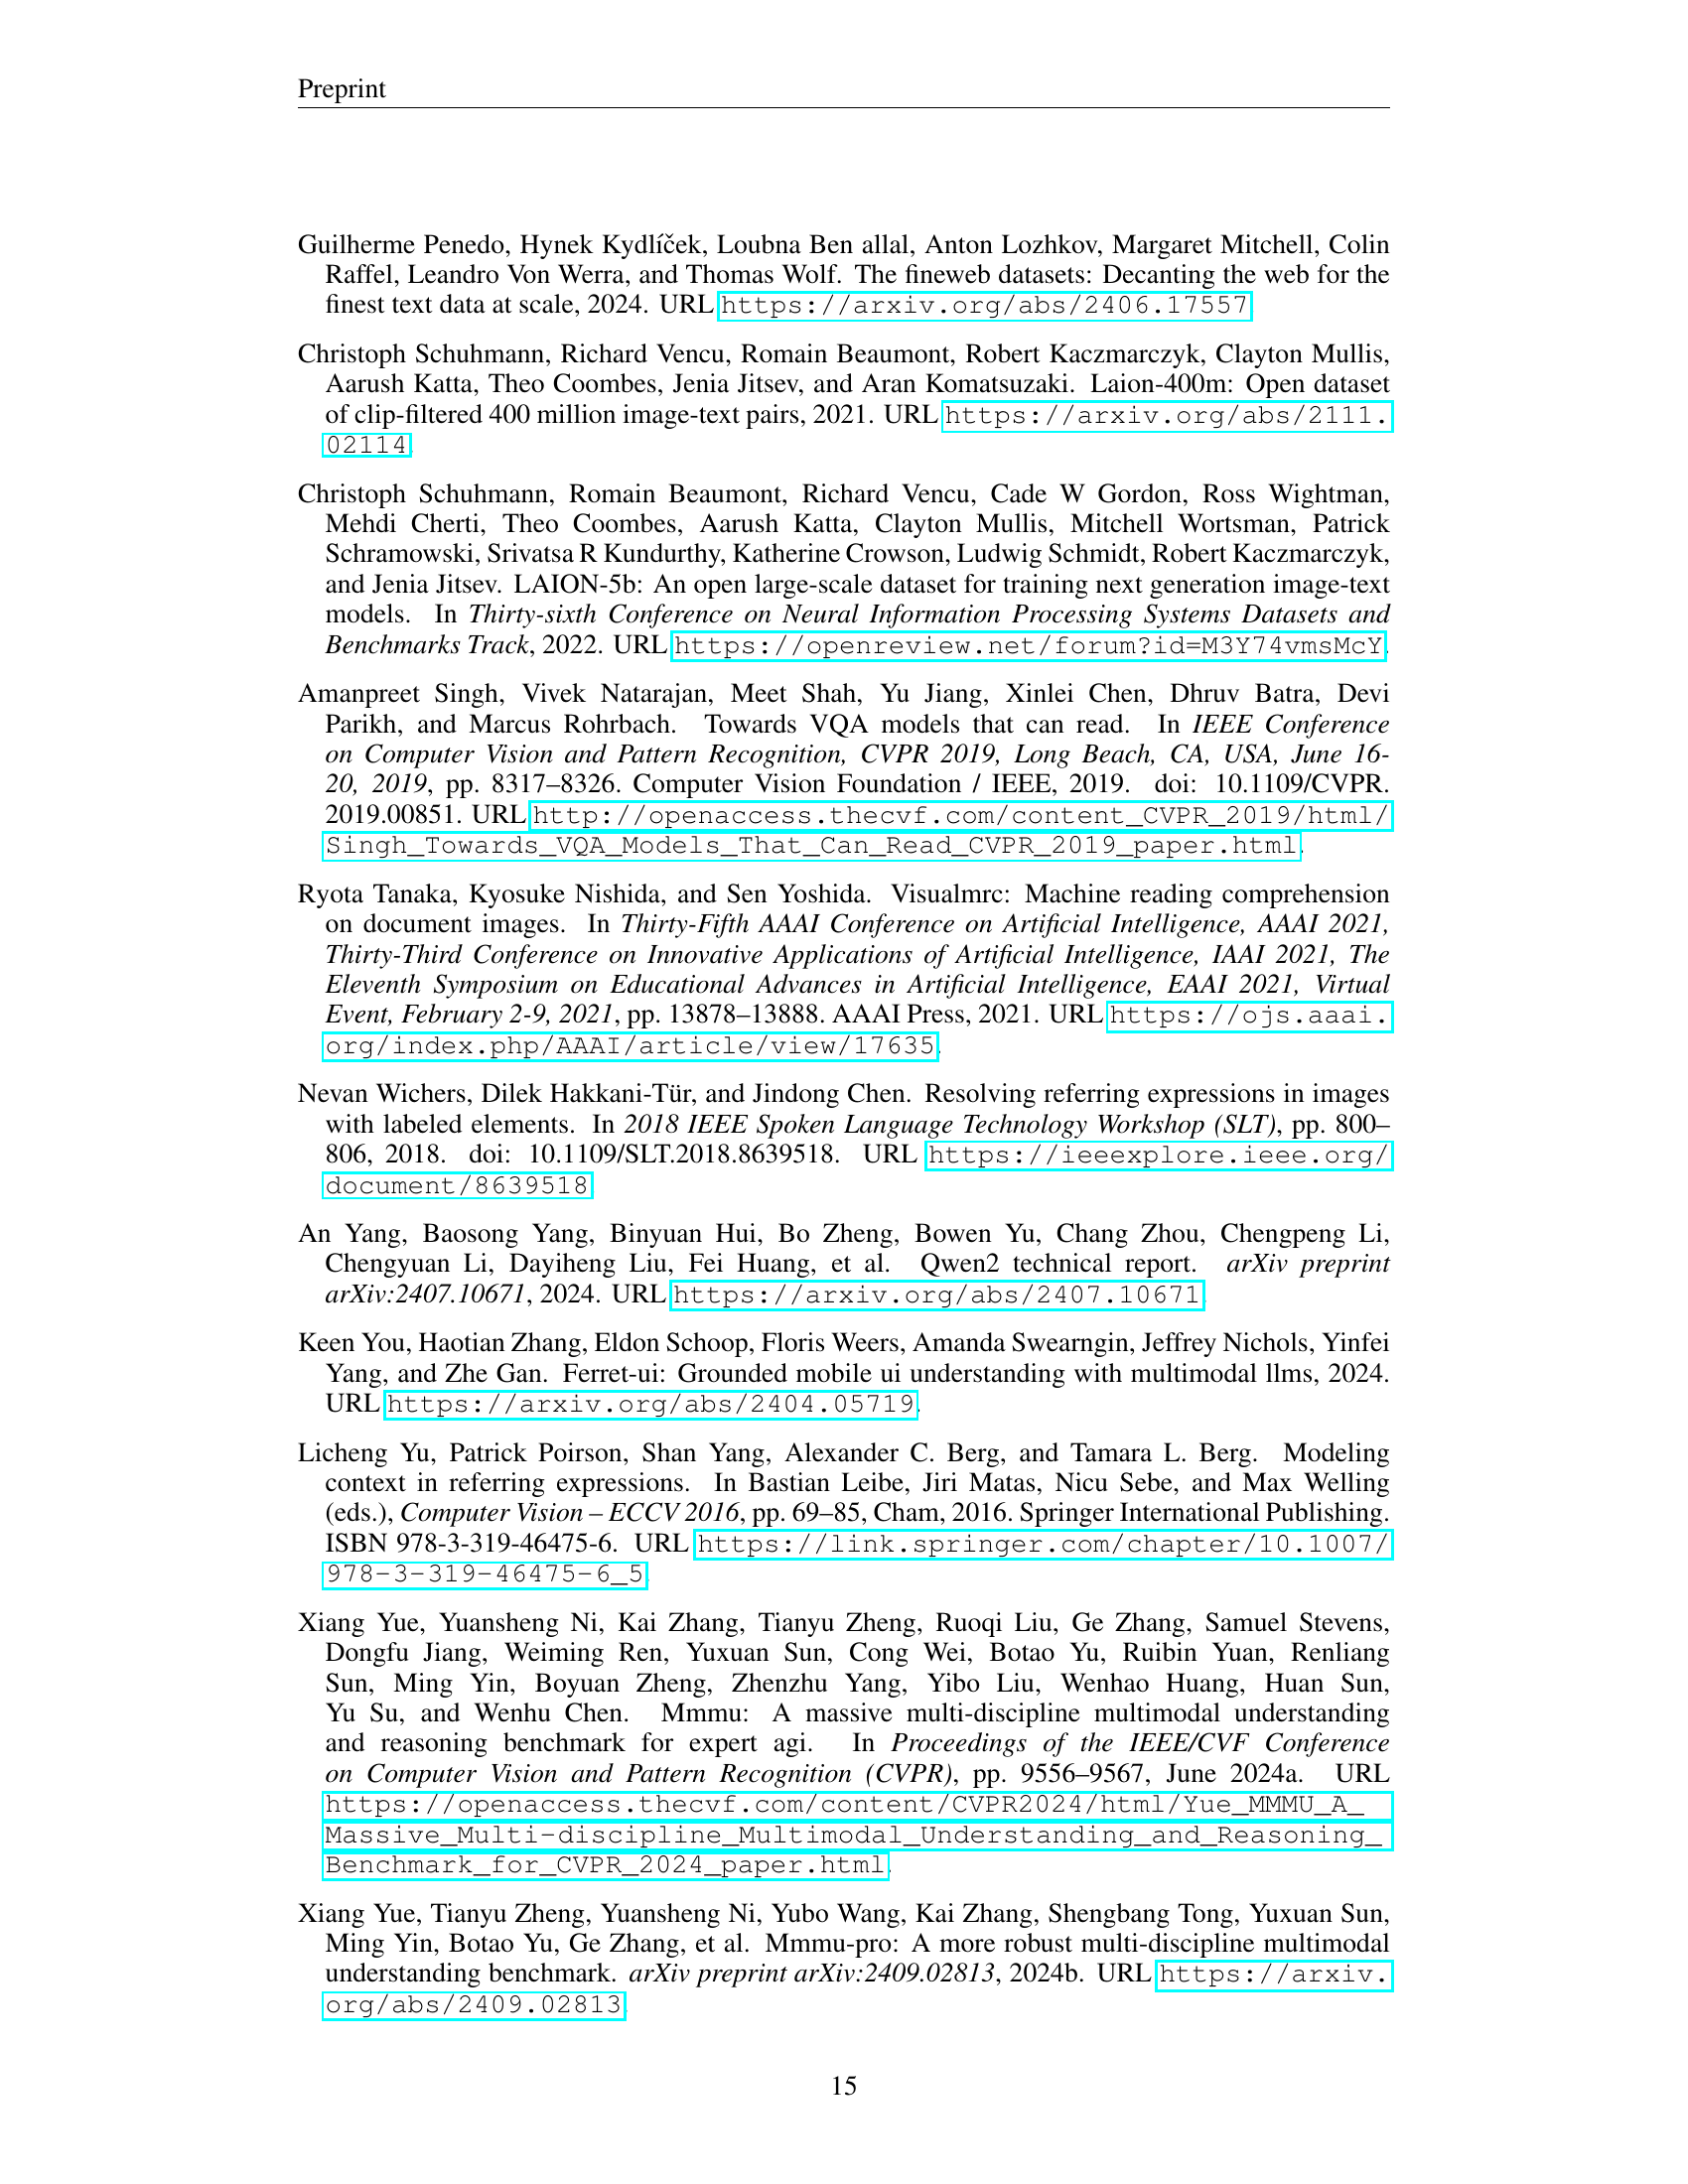 Preprint
Guilherme Penedo, Hynek Kydlíček, Loubna Ben allal, Anton Lozhkov, Margaret Mitchell, Colin
Raffel, Leandro Von Werra, and Thomas Wolf. The fineweb datasets: Decanting the web for the
finest text data at scale, 2024. URL https://arxiv.org/abs/2406.17557.
Christoph Schuhmann, Richard Vencu, Romain Beaumont, Robert Kaczmarczyk, Clayton Mullis,
Aarush Katta, Theo Coombes, Jenia Jitsev, and Aran Komatsuzaki. Laion-400m: Open dataset
of clip-filtered 400 million image-text pairs, 2021. URL https://arxiv.org/abs/2111.
02114.
Christoph Schuhmann, Romain Beaumont, Richard Vencu, Cade W Gordon, Ross Wightman,
Mehdi Cherti, Theo Coombes, Aarush Katta, Clayton Mullis, Mitchell Wortsman, Patrick
Schramowski, Srivatsa R Kundurthy, Katherine Crowson, Ludwig Schmidt, Robert Kaczmarczyk,
and Jenia Jitsev. LAION-5b: An open large-scale dataset for training next generation image-text
models. In Thirty-sixth Conference on Neural Information Processing Systems Datasets and
Benchmarks Track, 2022. URL https://openreview.net/forum?id=M3Y74vmsMcY.
Amanpreet Singh, Vivek Natarajan, Meet Shah, Yu Jiang, Xinlei Chen, Dhruv Batra, Devi
Parikh, and Marcus Rohrbach. Towards VQA models that can read. In IEEE Conference
on Computer Vision and Pattern Recognition, CVPR 2019, Long Beach, CA, USA, June 16-
20, 2019, pp. 8317–8326. Computer Vision Foundation / IEEE, 2019. doi: 10.1109/CVPR.
2019.00851. URL http://openaccess.thecvf.com/content_CVPR_2019/html/
Singh_Towards_VQA_Models_That_Can_Read_CVPR_2019_paper.html.
Ryota Tanaka, Kyosuke Nishida, and Sen Yoshida. Visualmrc: Machine reading comprehension
on document images. In Thirty-Fifth AAAI Conference on Artificial Intelligence, AAAI 2021,
Thirty-Third Conference on Innovative Applications of Artificial Intelligence, IAAI 2021, The
Eleventh Symposium on Educational Advances in Artificial Intelligence, EAAI 2021, Virtual
Event, February 2-9, 2021, pp. 13878–13888. AAAI Press, 2021. URL https://ojs.aaai.
org/index.php/AAAI/article/view/17635.
Nevan Wichers, Dilek Hakkani-Tür, and Jindong Chen. Resolving referring expressions in images
with labeled elements. In 2018 IEEE Spoken Language Technology Workshop (SLT), pp. 800–
806, 2018. doi: 10.1109/SLT.2018.8639518. URL https://ieeexplore.ieee.org/
document/8639518.
An Yang, Baosong Yang, Binyuan Hui, Bo Zheng, Bowen Yu, Chang Zhou, Chengpeng Li,
Chengyuan Li, Dayiheng Liu, Fei Huang, et al. Qwen2 technical report. arXiv preprint
arXiv:2407.10671, 2024. URL https://arxiv.org/abs/2407.10671.
Keen You, Haotian Zhang, Eldon Schoop, Floris Weers, Amanda Swearngin, Jeffrey Nichols, Yinfei
Yang, and Zhe Gan. Ferret-ui: Grounded mobile ui understanding with multimodal llms, 2024.
URL https://arxiv.org/abs/2404.05719.
Licheng Yu, Patrick Poirson, Shan Yang, Alexander C. Berg, and Tamara L. Berg. Modeling
context in referring expressions. In Bastian Leibe, Jiri Matas, Nicu Sebe, and Max Welling
(eds.), Computer Vision – ECCV 2016, pp. 69–85, Cham, 2016. Springer International Publishing.
ISBN 978-3-319-46475-6. URL https://link.springer.com/chapter/10.1007/
978-3-319-46475-6_5.
Xiang Yue, Yuansheng Ni, Kai Zhang, Tianyu Zheng, Ruoqi Liu, Ge Zhang, Samuel Stevens,
Dongfu Jiang, Weiming Ren, Yuxuan Sun, Cong Wei, Botao Yu, Ruibin Yuan, Renliang
Sun, Ming Yin, Boyuan Zheng, Zhenzhu Yang, Yibo Liu, Wenhao Huang, Huan Sun,
Yu Su, and Wenhu Chen. Mmmu: A massive multi-discipline multimodal understanding
and reasoning benchmark for expert agi. In Proceedings of the IEEE/CVF Conference
on Computer Vision and Pattern Recognition (CVPR), pp. 9556–9567, June 2024a. URL
https://openaccess.thecvf.com/content/CVPR2024/html/Yue_MMMU_A_
Massive_Multi-discipline_Multimodal_Understanding_and_Reasoning_
Benchmark_for_CVPR_2024_paper.html.
Xiang Yue, Tianyu Zheng, Yuansheng Ni, Yubo Wang, Kai Zhang, Shengbang Tong, Yuxuan Sun,
Ming Yin, Botao Yu, Ge Zhang, et al. Mmmu-pro: A more robust multi-discipline multimodal
understanding benchmark. arXiv preprint arXiv:2409.02813, 2024b. URL https://arxiv.
org/abs/2409.02813.
15